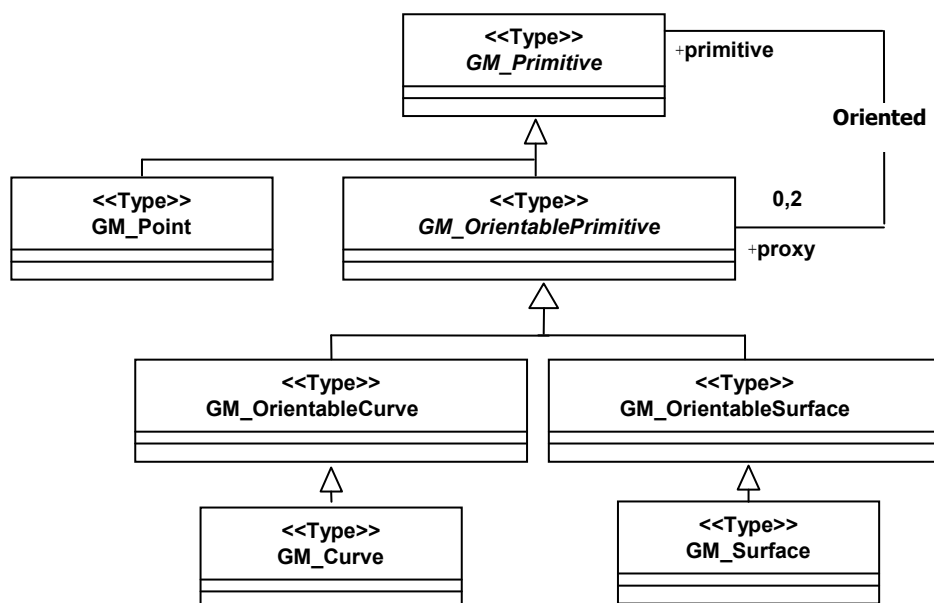 <<Type>>
GM_Primitive
+primitive
Oriented
<<Type>>
GM_Point
<<Type>>
GM_OrientablePrimitive
0,2
+proxy
<<Type>>
GM_OrientableCurve
<<Type>>
GM_OrientableSurface
<<Type>>
GM_Curve
<<Type>>
GM_Surface